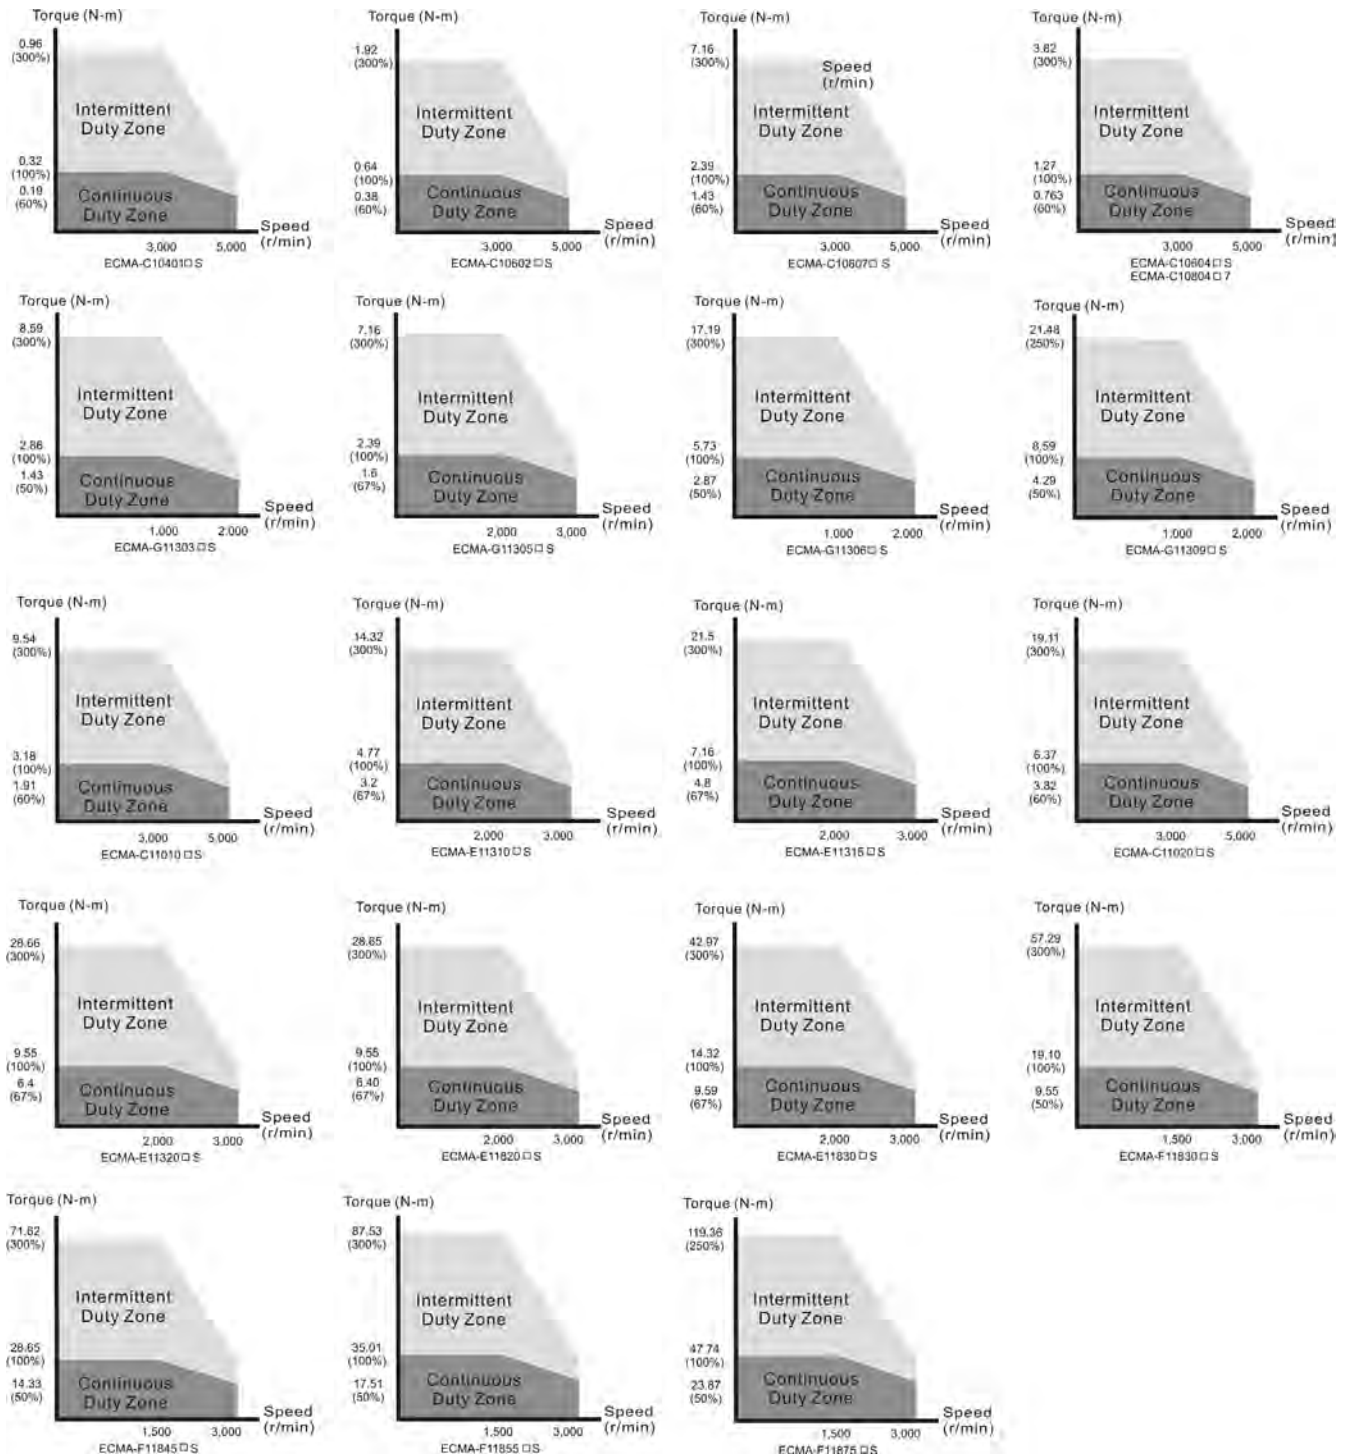 Torque (N-m)
0.96
(300%)
Intermittent
Duty Zone
0.32
(100%)
0.19
(60%)
Continuous
Duty Zone
Speed
(r/min)
3,000 5,000
ECMA-C10401□S
Torque (N-m)
1.92
(300%)
Intermittent
Duty Zone
0.64
(100%)
0.38
(60%)
Continuous
Duty Zone
Speed
(r/min)
3,000 5,000
ECMA-C10602□S
Torque (N-m)
7.16
(300%)
Speed
(r/min)
Intermittent
Duty Zone
2.39
(100%)
1.43
(60%)
Continuous
Duty Zone
Speed
(r/min)
3,000 5,000
ECMA-C10807□S
Torque (N-m)
3.82
(300%)
Intermittent
Duty Zone
1.27
(100%)
0.763
(60%)
Continuous
Duty Zone
Speed
(r/min)
3,000 5,000
ECMA-C10604□S
ECMA-C10804□7
Torque (N-m)
8.59
(300%)
Intermittent
Duty Zone
2.86
(100%)
1.43
(50%)
Continuous
Duty Zone
Speed
(r/min)
1,000 2,000
ECMA-G11303□S
Torque (N-m)
7.16
(300%)
Intermittent
Duty Zone
2.39
(100%)
1.6
(67%)
Continuous
Duty Zone
Speed
(r/min)
2,000 3,000
ECMA-G11305□S
Torque (N-m)
17.19
(300%)
Intermittent
Duty Zone
5.73
(100%)
2.87
(50%)
Continuous
Duty Zone
Speed
(r/min)
1,000 2,000
ECMA-G11306□S
Torque (N-m)
21.48
(250%)
Intermittent
Duty Zone
8.59
(100%)
4.29
(50%)
Continuous
Duty Zone
Speed
(r/min)
1,000 2,000
ECMA-G11309□S
Torque (N-m)
9.54
(300%)
Intermittent
Duty Zone
3.18
(100%)
1.91
(60%)
Continuous
Duty Zone
Speed
(r/min)
3,000 5,000
ECMA-C11010□S
Torque (N-m)
14.32
(300%)
Intermittent
Duty Zone
4.77
(100%)
3.2
(67%)
Continuous
Duty Zone
Speed
(r/min)
2,000 3,000
ECMA-E11310□S
Torque (N-m)
21.5
(300%)
Intermittent
Duty Zone
7.16
(100%)
4.8
(67%)
Continuous
Duty Zone
Speed
(r/min)
2,000 3,000
ECMA-E11315□S
Torque (N-m)
19.11
(300%)
Intermittent
Duty Zone
6.37
(100%)
3.82
(60%)
Continuous
Duty Zone
Speed
(r/min)
3,000 5,000
ECMA-C11020□S
Torque (N-m)
28.66
(300%)
Intermittent
Duty Zone
9.55
(100%)
6.4
(67%)
Continuous
Duty Zone
Speed
(r/min)
2,000 3,000
ECMA-E11320□S
Torque (N-m)
28.65
(300%)
Intermittent
Duty Zone
9.55
(100%)
6.40
(67%)
Continuous
Duty Zone
Speed
(r/min)
2,000 3,000
ECMA-E11820□S
Torque (N-m)
42.97
(300%)
Intermittent
Duty Zone
14.32
(100%)
9.59
(67%)
Continuous
Duty Zone
Speed
(r/min)
2,000 3,000
ECMA-E11830□S
Torque (N-m)
57.29
(300%)
Intermittent
Duty Zone
19.10
(100%)
9.55
(50%)
Continuous
Duty Zone
Speed
(r/min)
1,500 3,000
ECMA-F11830□S
Torque (N-m)
71.62
(300%)
Intermittent
Duty Zone
28.65
(100%)
14.33
(50%)
Continuous
Duty Zone
Speed
(r/min)
1,500 3,000
ECMA-F11845□S
Torque (N-m)
87.53
(300%)
Intermittent
Duty Zone
35.01
(100%)
17.51
(50%)
Continuous
Duty Zone
Speed
(r/min)
1,500 3,000
ECMA-F11855□S
Torque (N-m)
119.36
(250%)
Intermittent
Duty Zone
47.74
(100%)
23.87
(50%)
Continuous
Duty Zone
Speed
(r/min)
1,500 3,000
ECMA-F11875□S